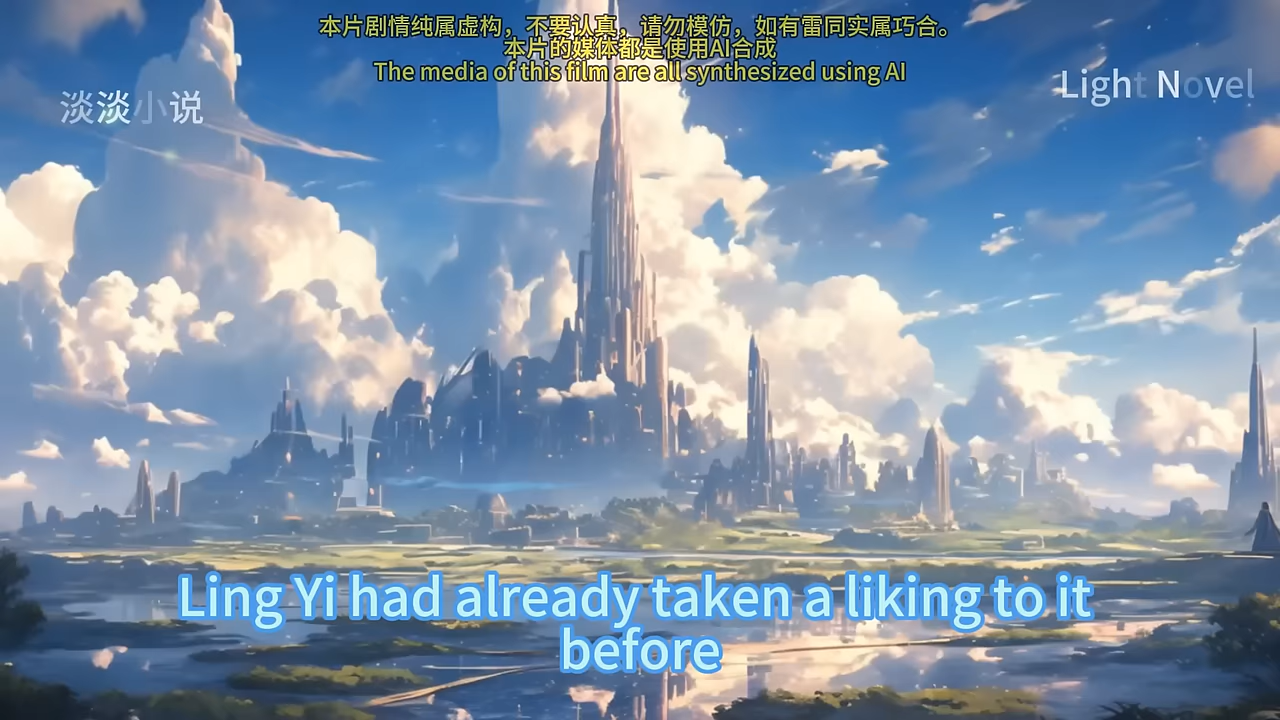 本片剧情纯属虚构，不要认真，请勿模仿，如有雷同实属巧合。
本片的媒体都是使用AI合成
The media of this film are all synthesized using AI
淡淡小说
Light Novel
Ling Yi had already taken a liking to it
before